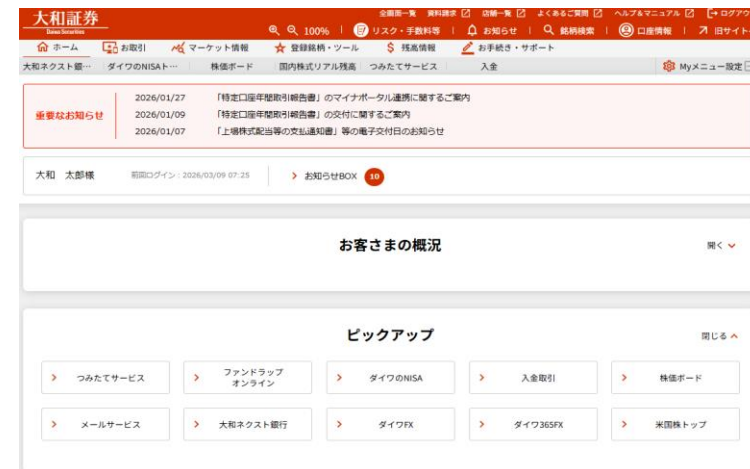 大和証券
Daiwa Securities
全画面一覧 資料請求 店舗一覧 よくあるご質問 ヘルプ&マニュアル ログアウ
100% リスク・手数料等 お知らせ 銘柄検索 口座情報 旧サイト
ホーム お取引 マーケット情報 登録銘柄・ツール 残高情報 お手続き・サポート
大和ネクスト銀… ダイワのNISAト… 株価ボード 国内株式リアル残高 つみたてサービス 入金 Myメニュー設定
重要なお知らせ
2026/01/27 「特定口座年間取引報告書」のマイナポータル連携に関するご案内
2026/01/09 「特定口座年間取引報告書」の交付に関するご案内
2026/01/07 「上場株式配当等の支払通知書」等の電子交付日のお知らせ
大和 太郎様 前回ログイン:2026/03/09 07:25 お知らせBOX 10
お客さまの概況 開く
ピックアップ 閉じる
つみたてサービス ファンドラップ オンライン ダイワのNISA 入金取引 株価ボード
メールサービス 大和ネクスト銀行 ダイワFX ダイワ365FX 米国株トップ